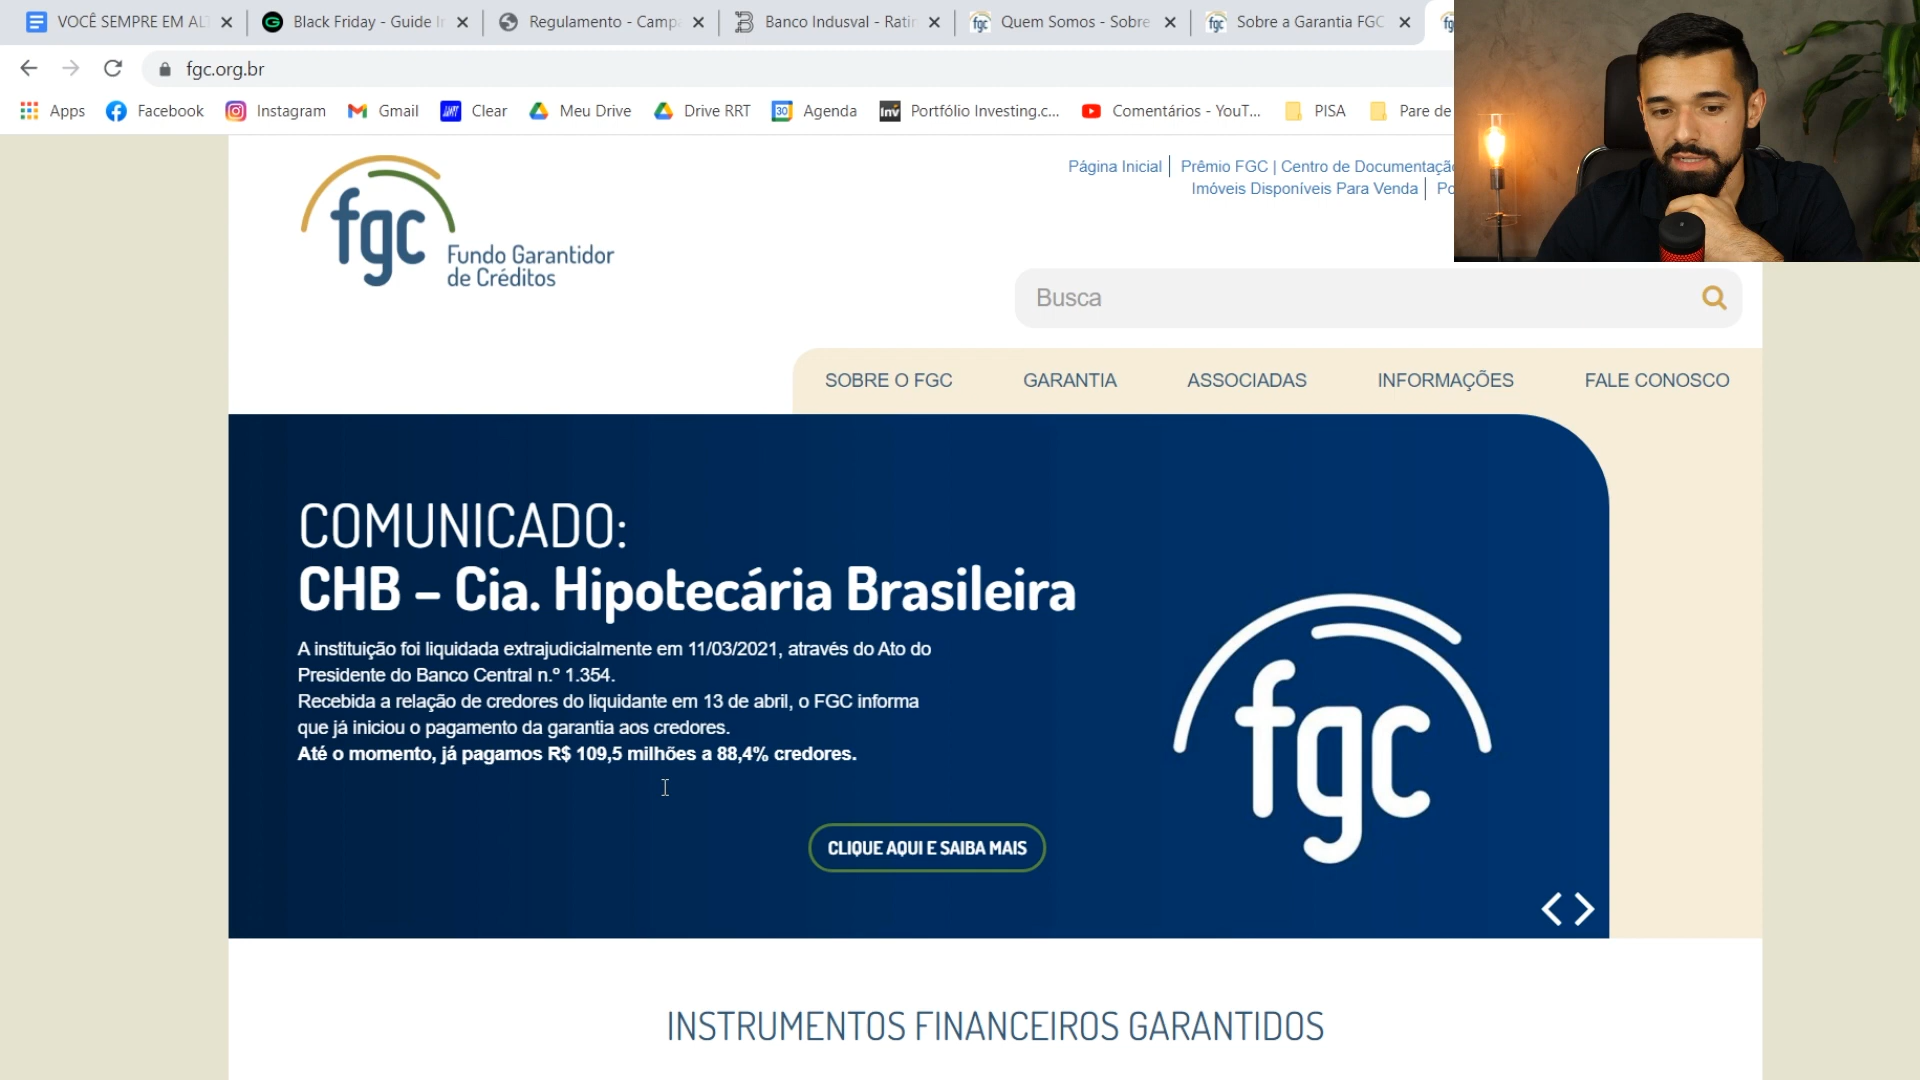 VOCÊ SEMPRE EM AL
Black Friday - Guide
Regulamento - Camp
Banco Indusval - Ratin
Quem Somos - Sobre
Sobre a Garantia FGC
fgc.org.br
Apps
Facebook
Instagram
Gmail
Clear
Meu Drive
Drive RRT
30
Agenda
Inv
Portfólio Investing.c...
Comentários - YouT...
PISA
Pare de
fgc
Fundo Garantidor
de Créditos
Página Inicial
Prêmio FGC | Centro de Documentaçã
Imóveis Disponíveis Para Venda
Busca
SOBRE O FGC
GARANTIA
ASSOCIADAS
INFORMAÇÕES
FALE CONOSCO
COMUNICADO:
CHB – Cia. Hipotecária Brasileira
A instituição foi liquidada extrajudicialmente em 11/03/2021, através do Ato do
Presidente do Banco Central n.º 1.354.
Recebida a relação de credores do liquidante em 13 de abril, o FGC informa
que já iniciou o pagamento da garantia aos credores.
Até o momento, já pagamos R$ 109,5 milhões a 88,4% credores.
fgc
CLIQUE AQUI E SAIBA MAIS
INSTRUMENTOS FINANCEIROS GARANTIDOS